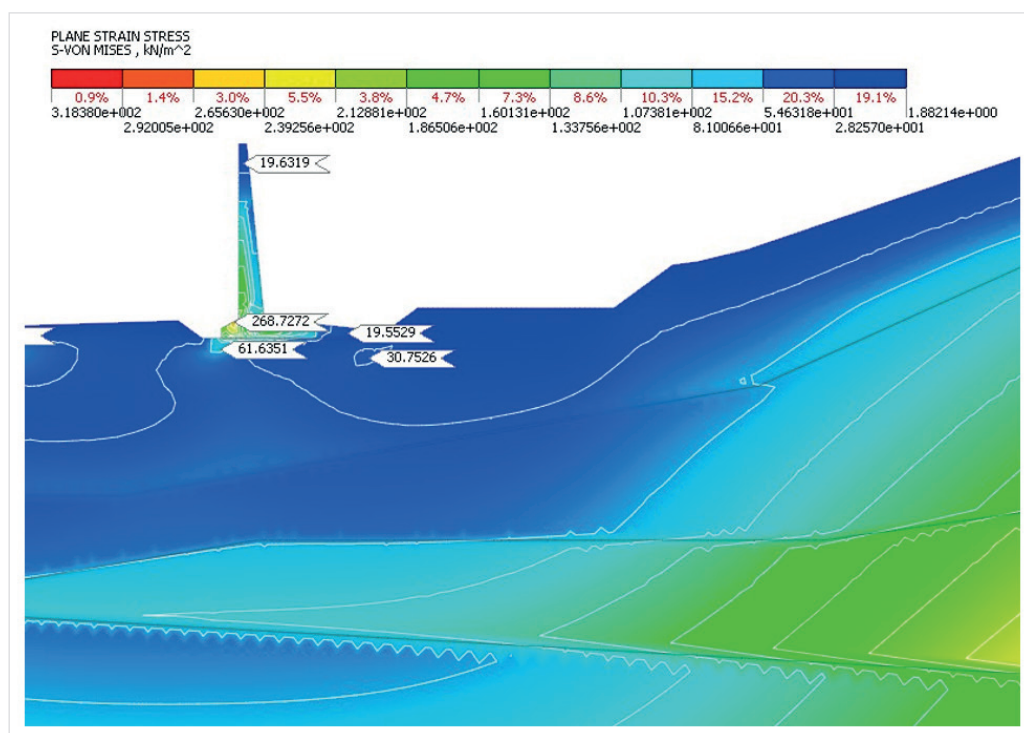 PLANE STRAIN STRESS
S-VON MISES , kN/m^2
0.9% 1.4% 3.0% 5.5% 3.8% 4.7% 7.3% 8.6% 10.3% 15.2% 20.3% 19.1%
3.18380e+002 2.65630e+002 2.12881e+002 1.60131e+002 1.07381e+002 5.46318e+001 1.88214e+000
2.92005e+002 2.39256e+002 1.86506e+002 1.33756e+002 8.10066e+001 2.82570e+001
19.6319
268.7272
19.5529
61.6351
30.7526